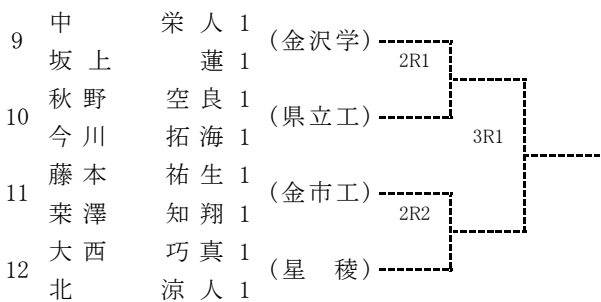 9 中 栄人 1 (金沢学)
坂上 蓮 1
2R1
10 秋野 空良 1 (県立工)
今川 拓海 1
3R1
11 藤本 祐生 1 (金市工)
桒澤 知翔 1
2R2
12 大西 巧真 1 (星 稜)
北 涼人 1